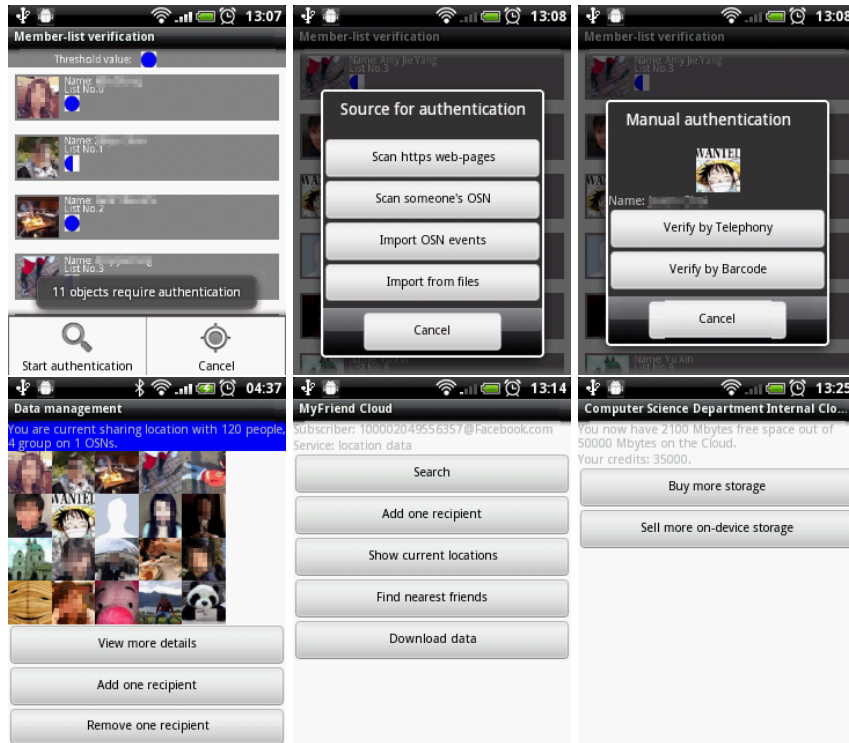 13:07
Member-list verification
Threshold value:
Name:
List No.0
Name:
List No.1
Name:
List No.2
List No.3
11 objects require authentication
Start authentication
Cancel
13:08
Member-list verification
Name: Amy Jie Yang
List No.3
Source for authentication
Scan https web-pages
Scan someone's OSN
Import OSN events
Import from files
Cancel
13:08
Member-list verification
Name: Amy Jie Yang
List No.3
Manual authentication
WANTED
Name:
Verify by Telephony
Verify by Barcode
Cancel
Name: Yu Xin
04:37
Data management
You are current sharing location with 120 people,
4 group on 1 OSNs.
WANTED
View more details
Add one recipient
Remove one recipient
13:14
MyFriend Cloud
Subscriber: 100002049556357@Facebook.com
Service: location data
Search
Add one recipient
Show current locations
Find nearest friends
Download data
13:25
Computer Science Department Internal Clo...
You now have 2100 Mbytes free space out of
50000 Mbytes on the Cloud.
Your credits: 35000.
Buy more storage
Sell more on-device storage